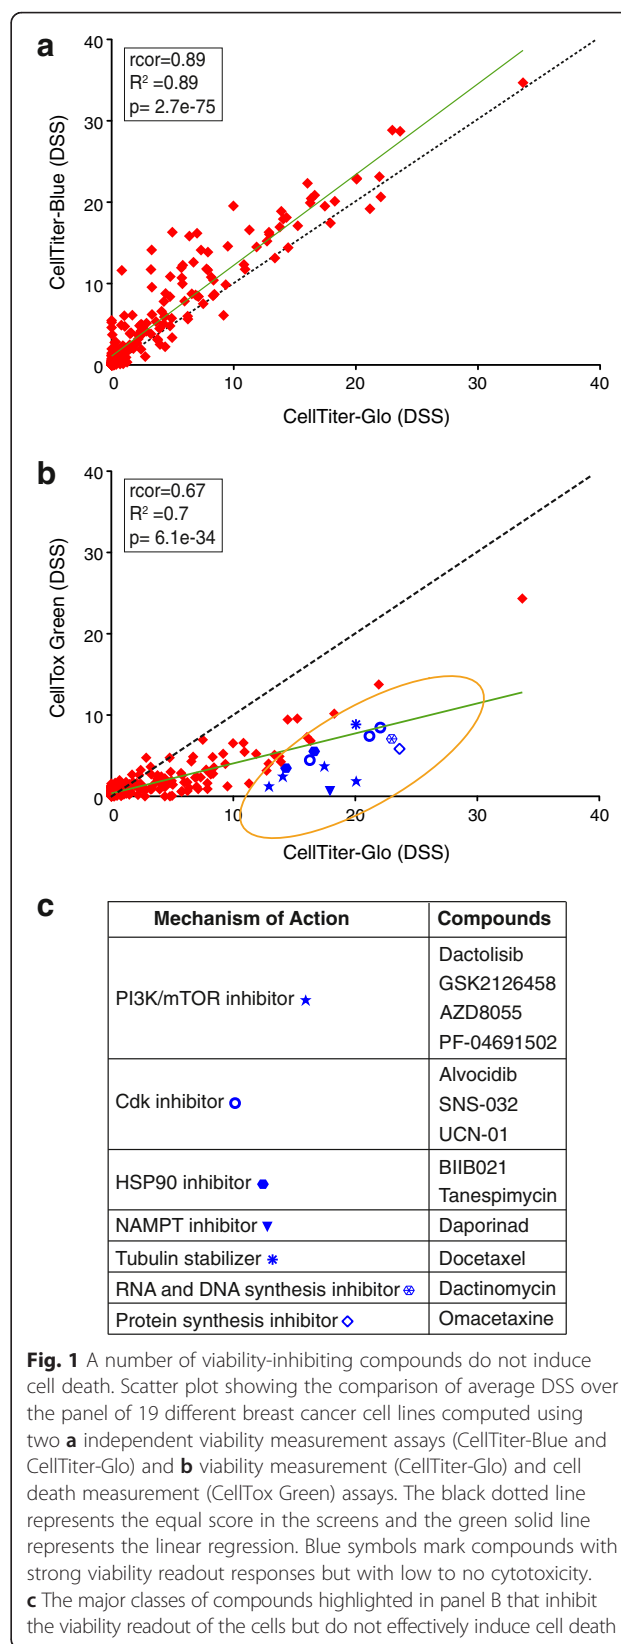 a
rcor=0.89
R² =0.89
p= 2.7e-75
CellTiter-Blue (DSS)
40
30
20
10
0
0
10
20
30
40
CellTiter-Glo (DSS)
b
rcor=0.67
R² =0.7
p= 6.1e-34
CellTox Green (DSS)
40
30
20
10
0
0
10
20
30
40
CellTiter-Glo (DSS)
c
Mechanism of Action Compounds
PI3K/mTOR inhibitor ★
Dactolisib
GSK2126458
AZD8055
PF-04691502
Cdk inhibitor
Alvocidib
SNS-032
UCN-01
HSP90 inhibitor
BIIB021
Tanespimycin
NAMPT inhibitor ▼ Daporinad
Tubulin stabilizer Docetaxel
RNA and DNA synthesis inhibitor Dactinomycin
Protein synthesis inhibitor ◇ Omacetaxine
Fig. 1 A number of viability-inhibiting compounds do not induce
cell death. Scatter plot showing the comparison of average DSS over
the panel of 19 different breast cancer cell lines computed using
two a independent viability measurement assays (CellTiter-Blue and
CellTiter-Glo) and b viability measurement (CellTiter-Glo) and cell
death measurement (CellTox Green) assays. The black dotted line
represents the equal score in the screens and the green solid line
represents the linear regression. Blue symbols mark compounds with
strong viability readout responses but with low to no cytotoxicity.
c The major classes of compounds highlighted in panel B that inhibit
the viability readout of the cells but do not effectively induce cell death